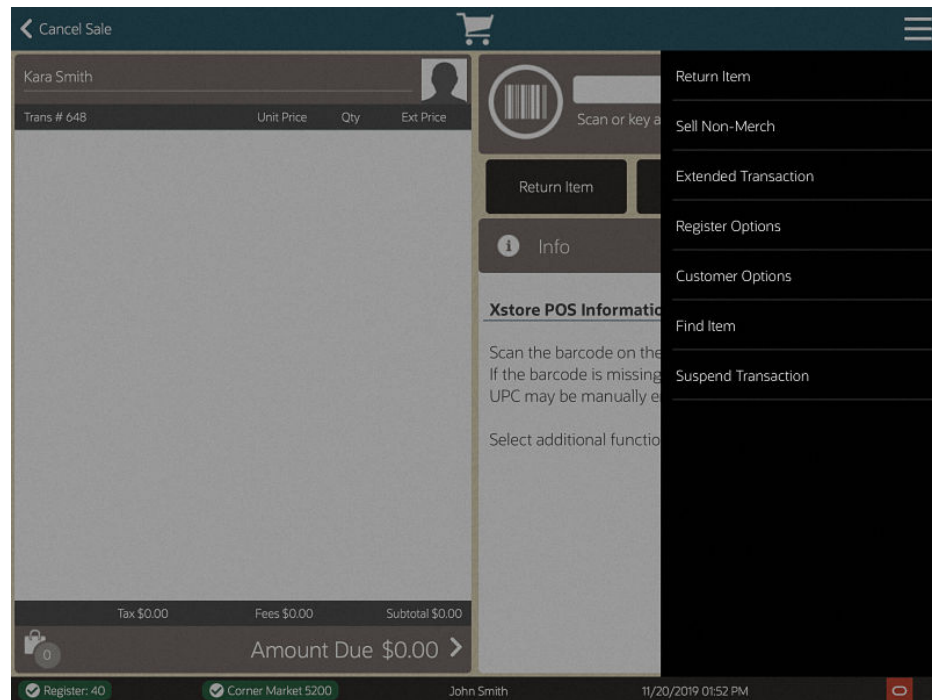 Cancel Sale
Kara Smith
Trans # 648 Unit Price Qty Ext Price
Scan or key a
Return Item
Info
Xstore POS Informatic
Scan the barcode on the
If the barcode is missing
UPC may be manually e
Select additional functio
Return Item
Sell Non-Merch
Extended Transaction
Register Options
Customer Options
Find Item
Suspend Transaction
Tax $0.00 Fees $0.00 Subtotal $0.00
0
Amount Due $0.00
Register: 40 Corner Market 5200 John Smith 11/20/2019 01:52 PM